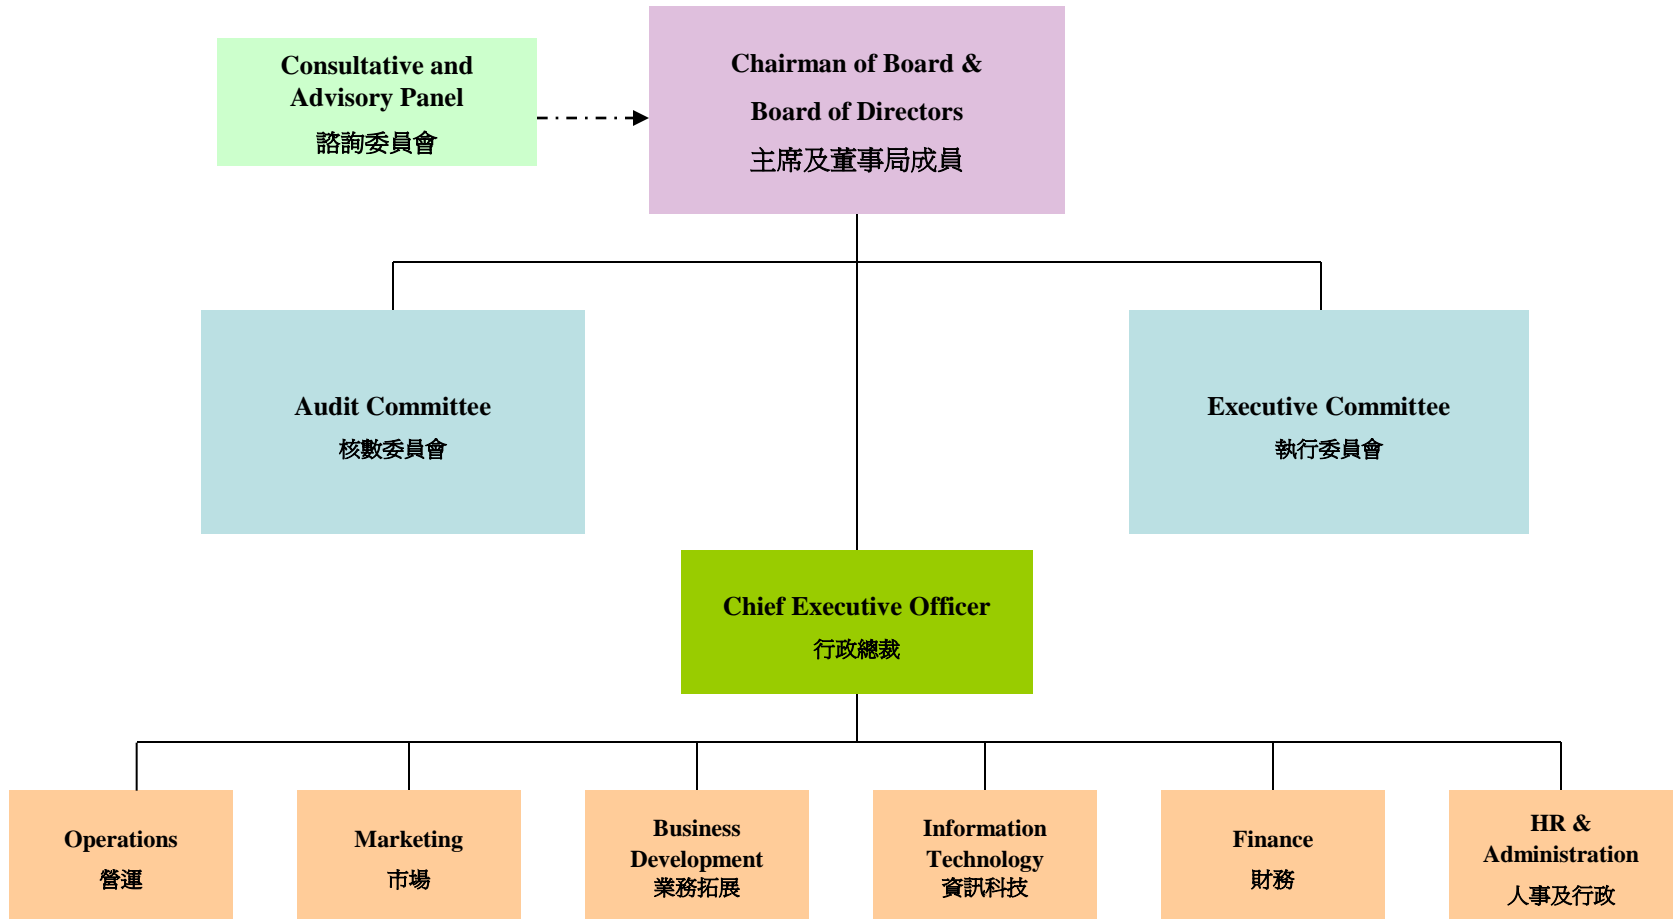 Consultative and
Advisory Panel
諮詢委員會
Chairman of Board &
Board of Directors
主席及董事局成員
Audit Committee
核數委員會
Executive Committee
執行委員會
Chief Executive Officer
行政總裁
Operations
營運
Marketing
市場
Business
Development
業務拓展
Information
Technology
資訊科技
Finance
財務
HR &
Administration
人事及行政